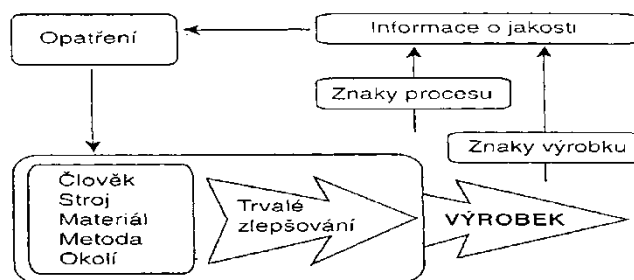 Opatření
Informace o jakosti
Znaky procesu
Znaky výrobku
Člověk
Stroj
Materiál
Metoda
Okolí
Trvalé
zlepšování
VÝROBEK